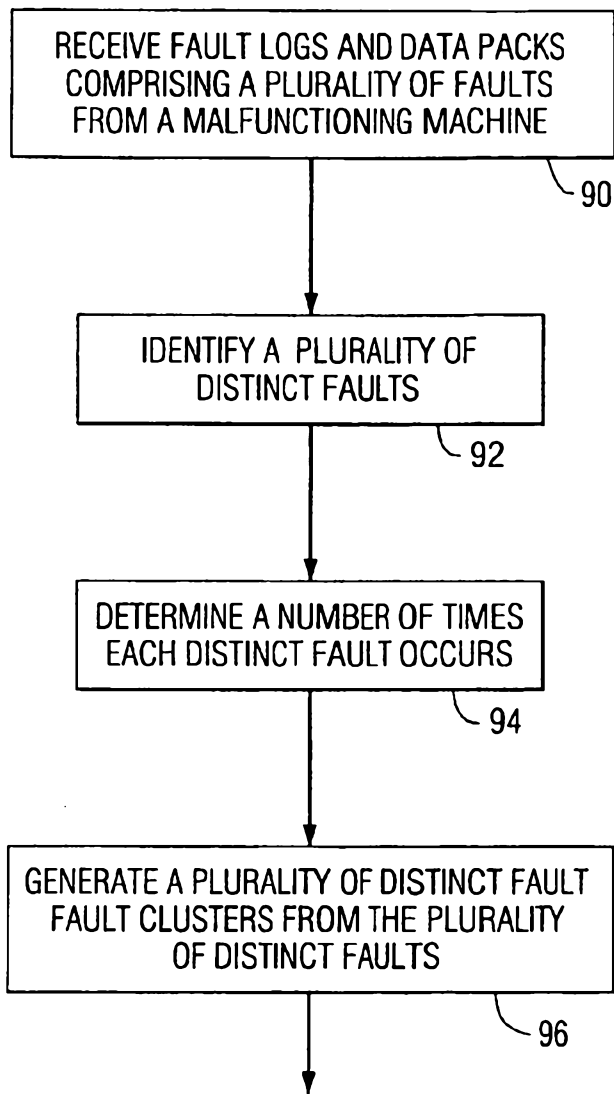 RECEIVE FAULT LOGS AND DATA PACKS
COMPRISING A PLURALITY OF FAULTS
FROM A MALFUNCTIONING MACHINE
90
IDENTIFY A PLURALITY OF
DISTINCT FAULTS
92
DETERMINE A NUMBER OF TIMES
EACH DISTINCT FAULT OCCURS
94
GENERATE A PLURALITY OF DISTINCT FAULT
FAULT CLUSTERS FROM THE PLURALITY
OF DISTINCT FAULTS
96